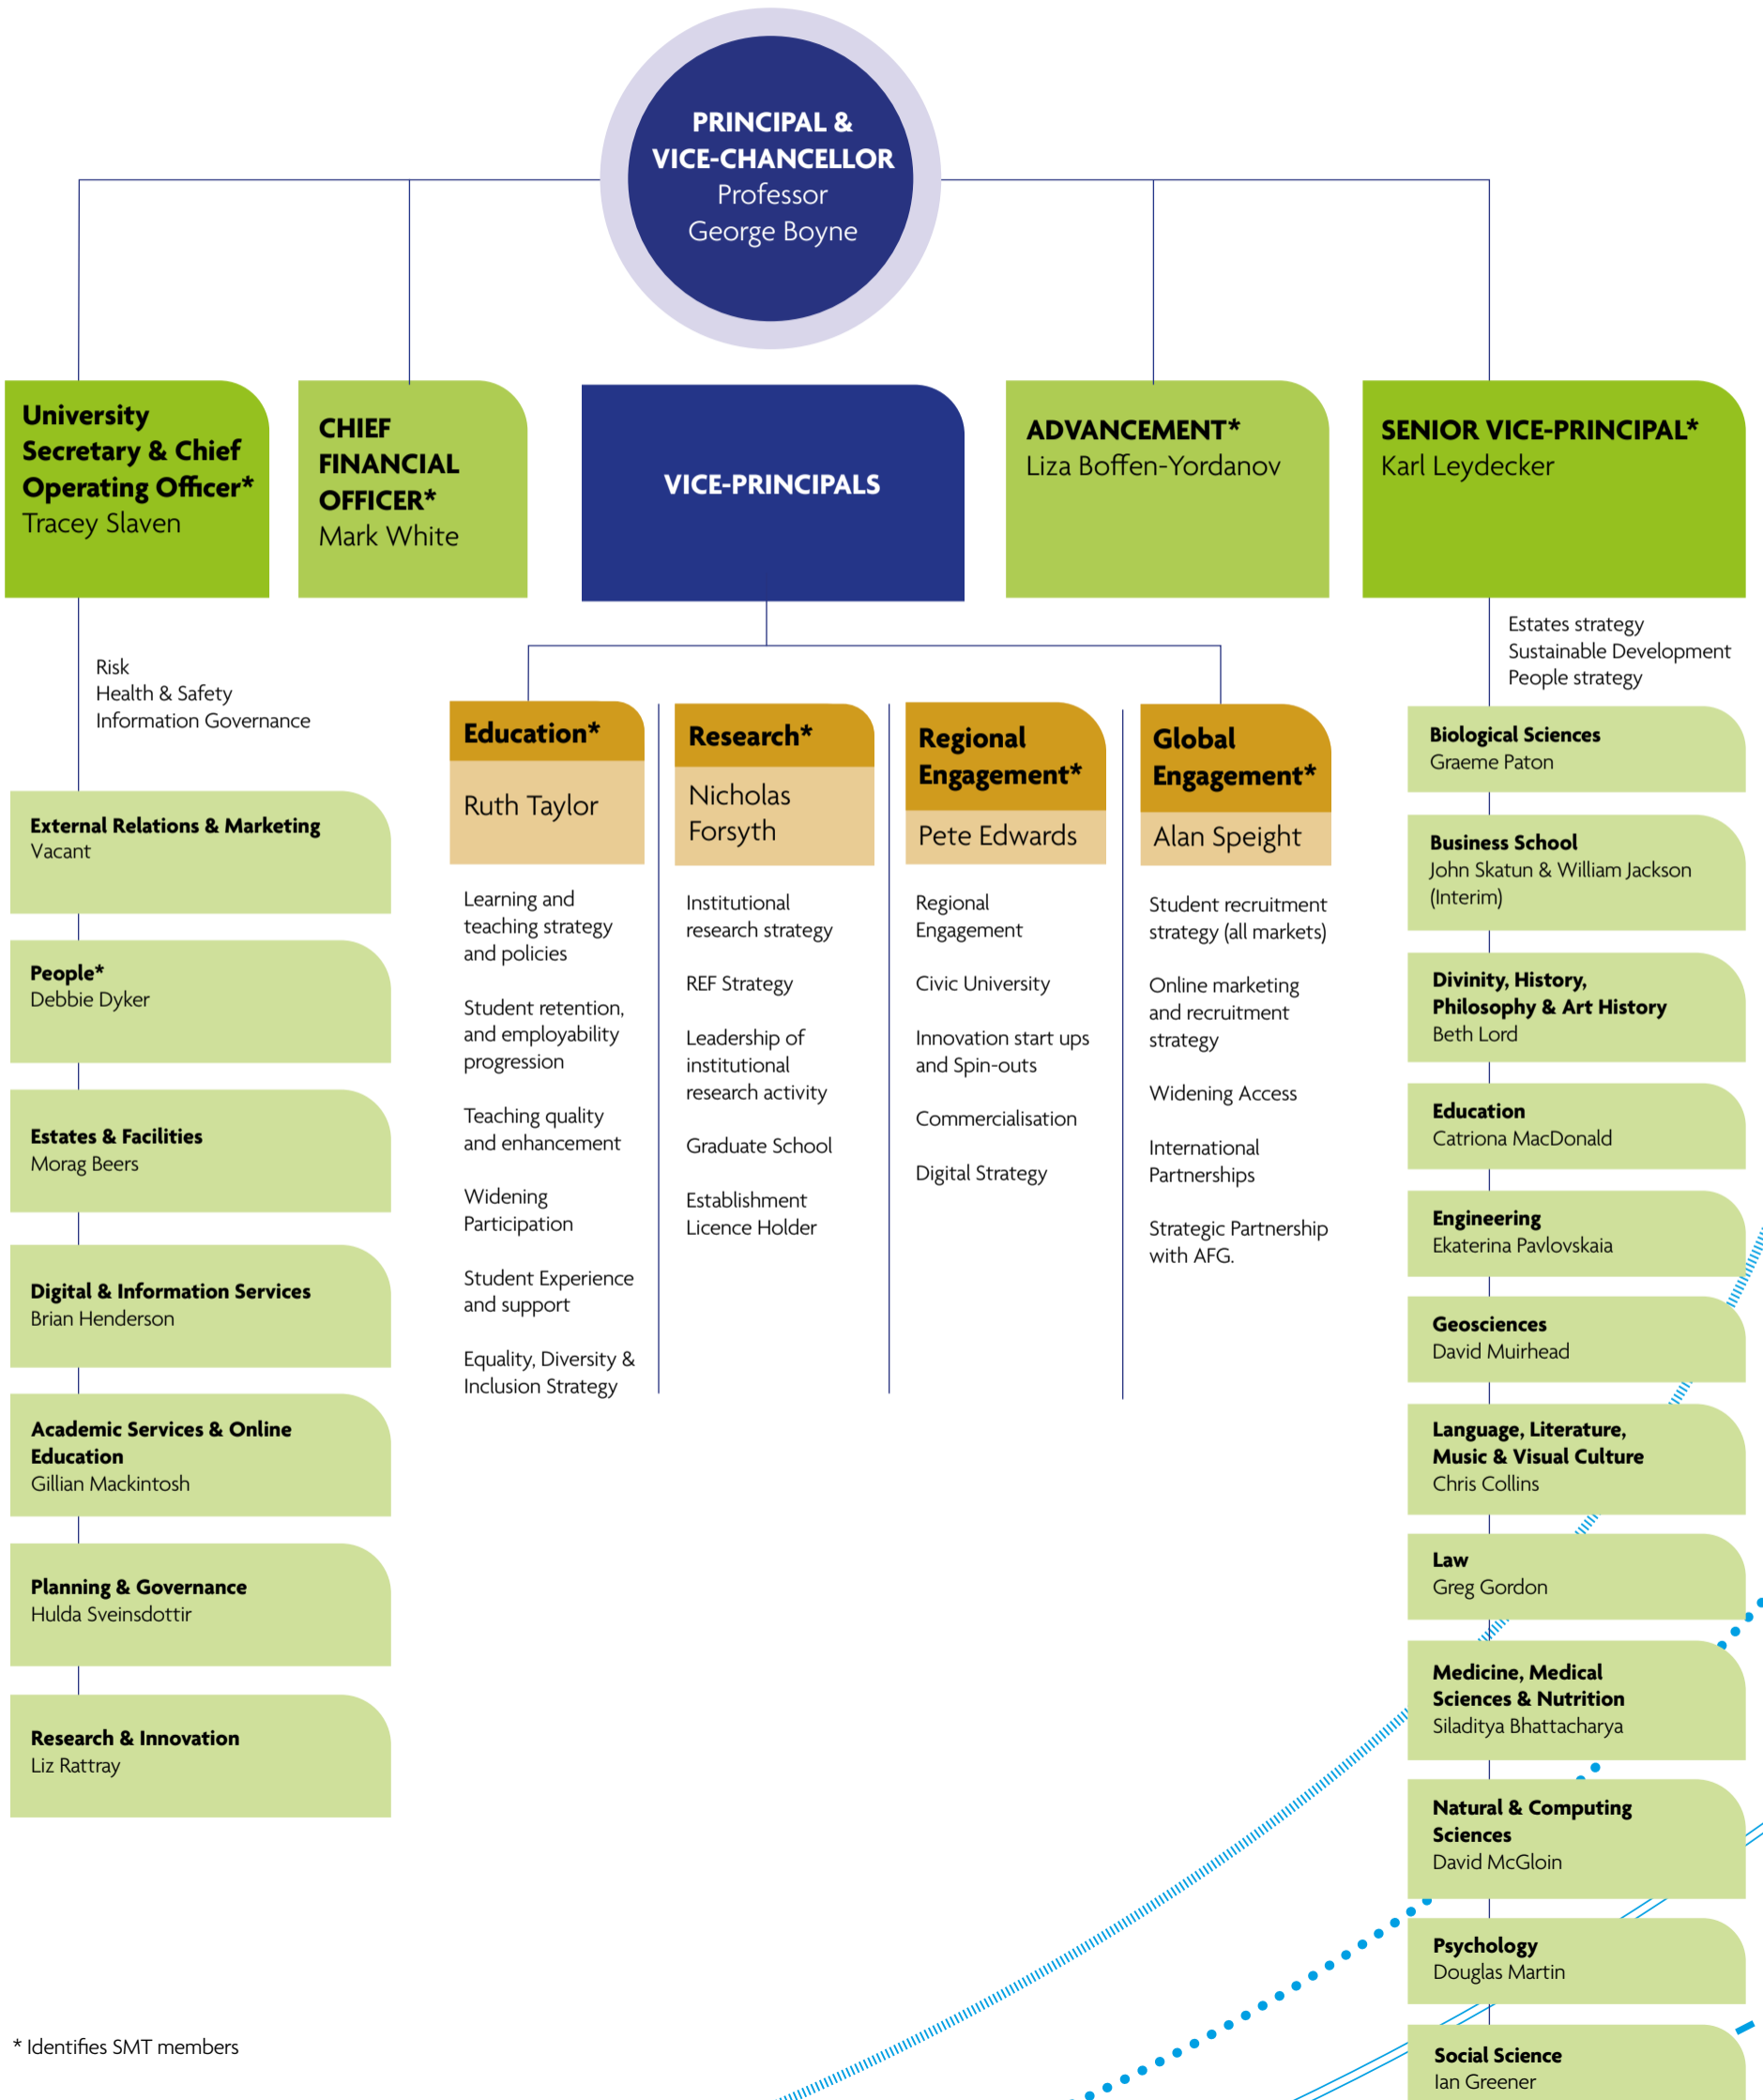 PRINCIPAL &
VICE-CHANCELLOR
Professor
George Boyne
University
Secretary & Chief
Operating Officer*
Tracey Slaven
CHIEF
FINANCIAL
OFFICER*
Mark White
VICE-PRINCIPALS
ADVANCEMENT*
Liza Boffen-Yordanov
SENIOR VICE-PRINCIPAL*
Karl Leydecker
Risk
Health & Safety
Information Governance
External Relations & Marketing
Vacant
People*
Debbie Dyker
Estates & Facilities
Morag Beers
Digital & Information Services
Brian Henderson
Academic Services & Online
Education
Gillian Mackintosh
Planning & Governance
Hulda Sveinsdottir
Research & Innovation
Liz Rattray
Education*
Ruth Taylor
Learning and
teaching strategy
and policies
Student retention,
and employability
progression
Teaching quality
and enhancement
Widening
Participation
Student Experience
and support
Equality, Diversity &
Inclusion Strategy
Research*
Nicholas
Forsyth
Institutional
research strategy
REF Strategy
Leadership of
institutional
research activity
Graduate School
Establishment
Licence Holder
Regional
Engagement*
Pete Edwards
Regional
Engagement
Civic University
Innovation start ups
and Spin-outs
Commercialisation
Digital Strategy
Global
Engagement*
Alan Speight
Student recruitment
strategy (all markets)
Online marketing
and recruitment
strategy
Widening Access
International
Partnerships
Strategic Partnership
with AFG.
Estates strategy
Sustainable Development
People strategy
Biological Sciences
Graeme Paton
Business School
John Skatun & William Jackson
(Interim)
Divinity, History,
Philosophy & Art History
Beth Lord
Education
Catriona MacDonald
Engineering
Ekaterina Pavlovskaia
Geosciences
David Muirhead
Language, Literature,
Music & Visual Culture
Chris Collins
Law
Greg Gordon
Medicine, Medical
Sciences & Nutrition
Siladitya Bhattacharya
Natural & Computing
Sciences
David McGloin
Psychology
Douglas Martin
Social Science
Ian Greener
* Identifies SMT members